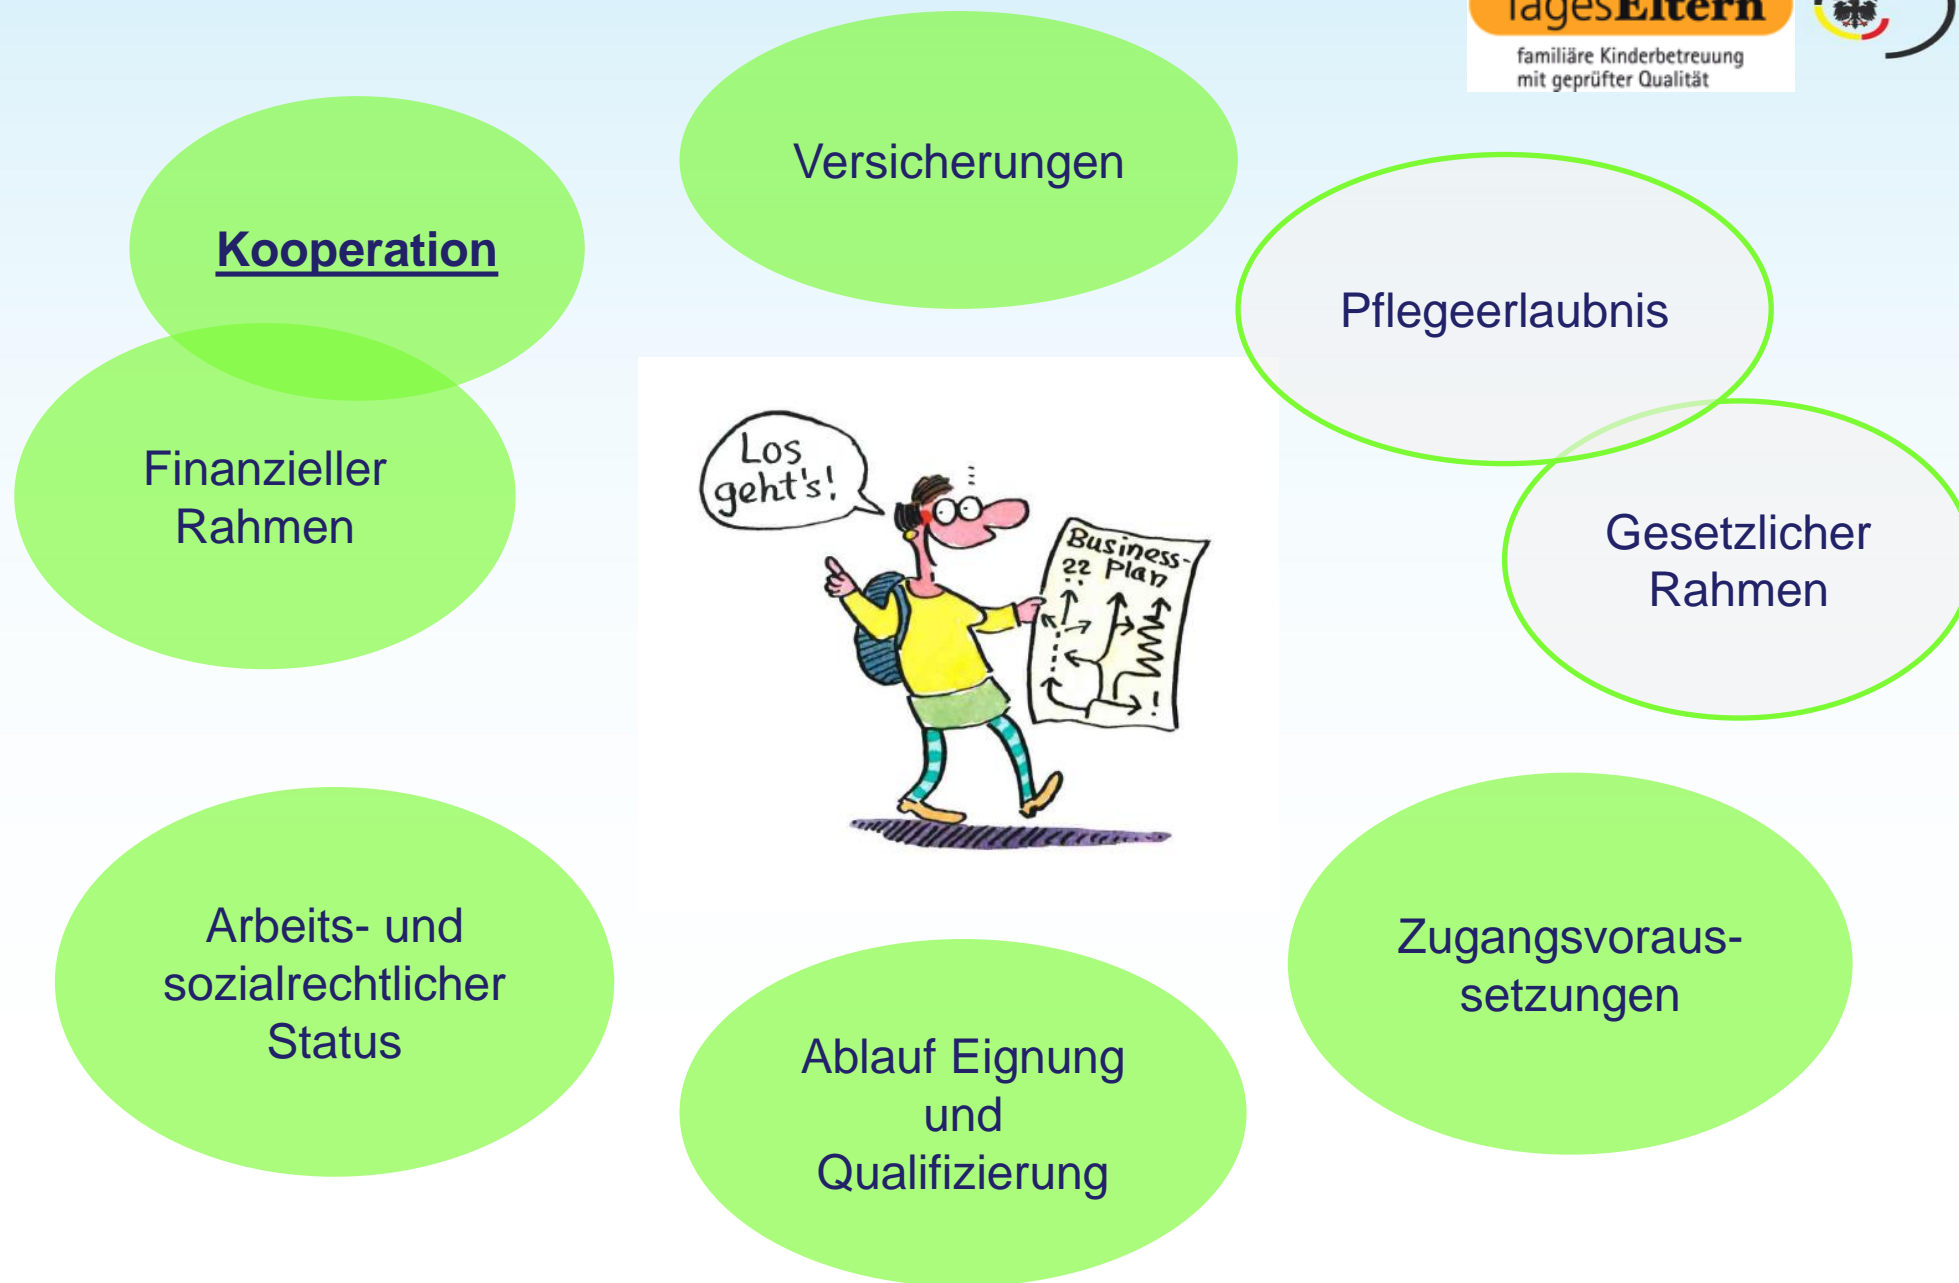 TagesEltern
familiäre Kinderbetreuung
mit geprüfter Qualität
Versicherungen
Kooperation
Pflegeerlaubnis
Finanzieller
Rahmen
Gesetzlicher
Rahmen
Los
geht's!
Business-
?? Plan
!
Arbeits- und
sozialrechtlicher
Status
Ablauf Eignung
und
Qualifizierung
Zugangsvoraus-
setzungen